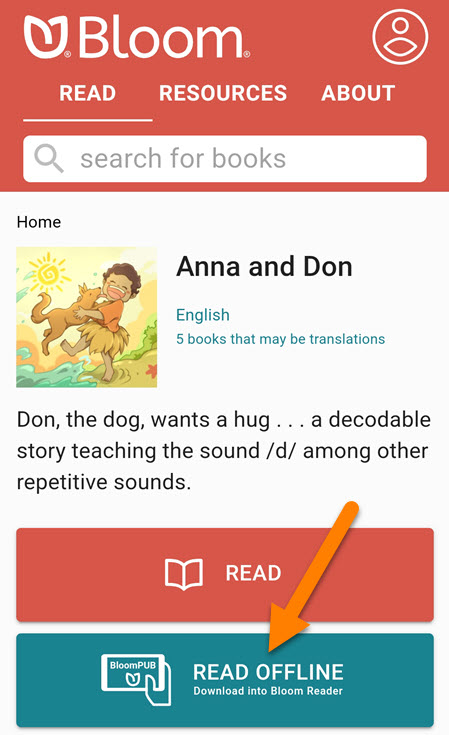 Bloom®
READ RESOURCES ABOUT
search for books
Home
Anna and Don
English
5 books that may be translations
Don, the dog, wants a hug . . . a decodable
story teaching the sound /d/ among other
repetitive sounds.
READ
BloomPUB
READ OFFLINE
Download into Bloom Reader